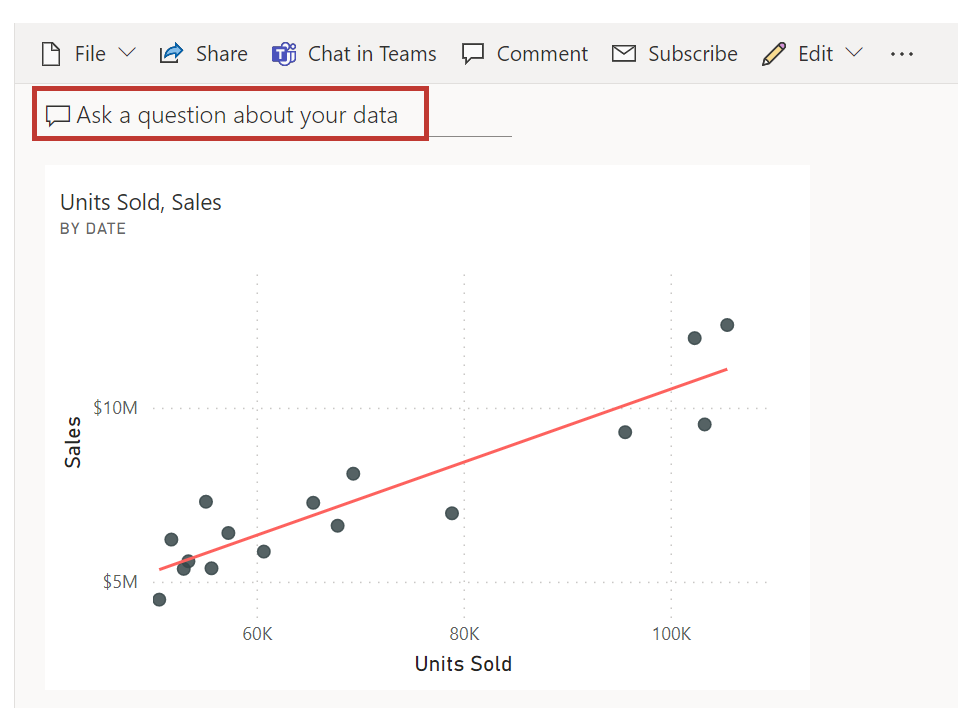 File Share Chat in Teams Comment Subscribe Edit ...
Ask a question about your data
Units Sold, Sales
BY DATE
$10M
Sales
$5M
60K 80K 100K
Units Sold